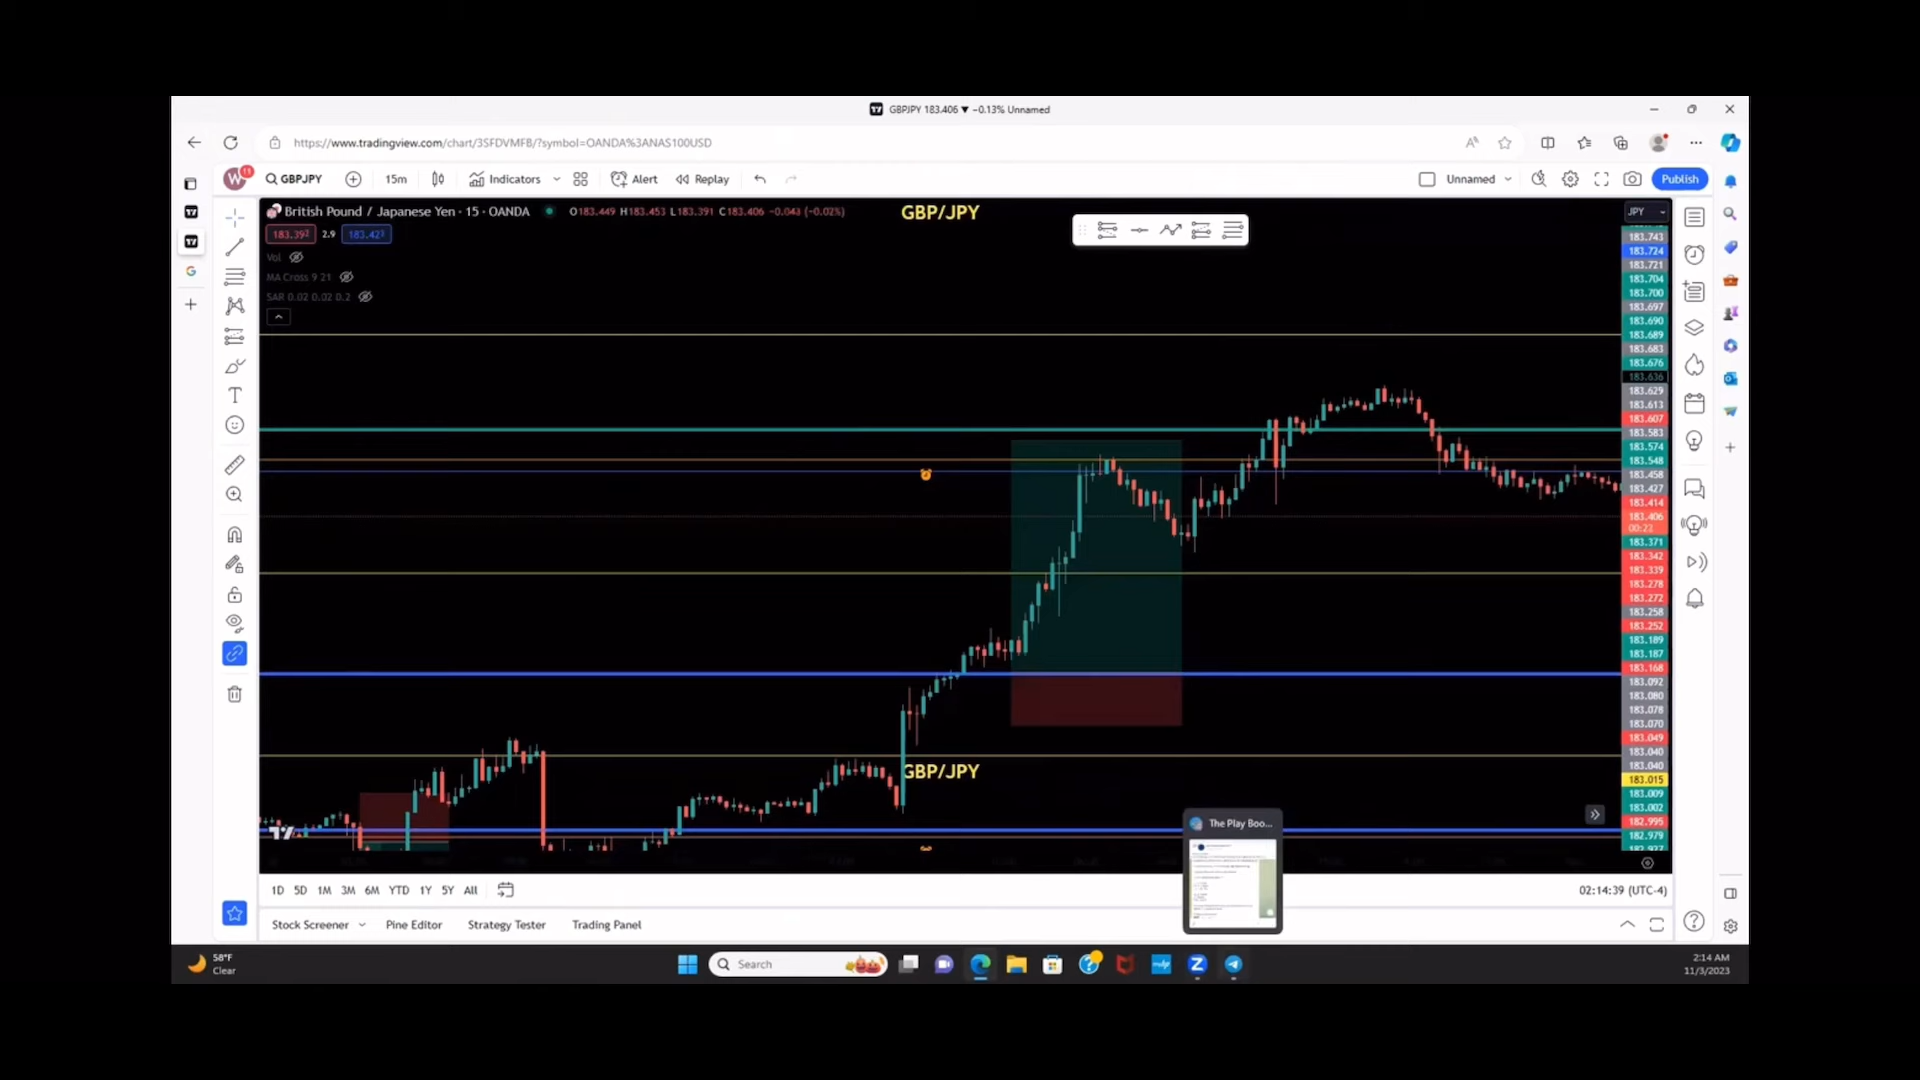 GBPJPY 183.406 ▼ −0.13% Unnamed
https://www.tradingview.com/chart/3SFDVMFB/?symbol=OANDA%3ANAS100USD
W 11 GBPJPY 15m Indicators Alert Replay Unnamed Publish
British Pound / Japanese Yen · 15 · OANDA O183.449 H183.453 L183.391 C183.406 −0.043 (−0.02%)
GBP/JPY
JPY
183.392 2.9 183.423
Vol
MA Cross 9 21
SAR 0.02 0.02 0.2
183.743
183.724
183.721
183.704
183.700
183.697
183.690
183.689
183.683
183.676
183.636
183.629
183.613
183.607
183.583
183.574
183.548
183.458
183.427
183.414
183.406
00:23
183.371
183.342
183.339
183.278
183.272
183.258
183.252
183.189
183.187
183.168
183.092
183.080
183.078
183.070
183.049
183.040
183.040
183.015
183.009
183.002
182.995
182.979
182.927
GBP/JPY
The Play Boo...
1D 5D 1M 3M 6M YTD 1Y 5Y All
02:14:39 (UTC-4)
Stock Screener Pine Editor Strategy Tester Trading Panel
58°F
Clear
Search
2:14 AM
11/3/2023